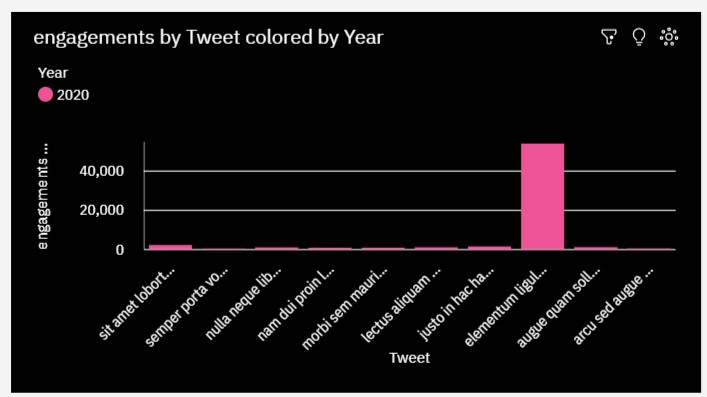 engagements by Tweet colored by Year
Year
2020
engagements ...
40,000
20,000
0
sit amet lobort...
semper porta vo...
nulla neque lib...
nam dui proin l...
morbi sem mauri...
lectus aliquam ...
justo in hac ha...
elementum ligul...
augue quam soll...
arcu sed augue ...
Tweet